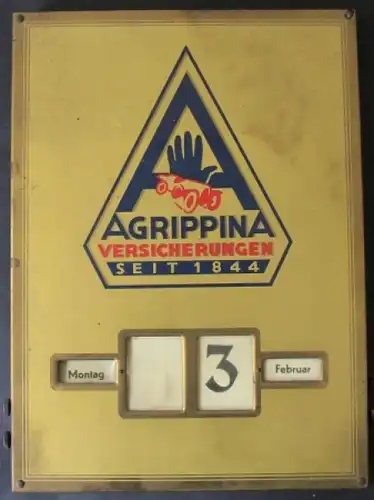 AGRIPPINA
VERSICHERUNGEN
SEIT 1844
Montag 3 Februar